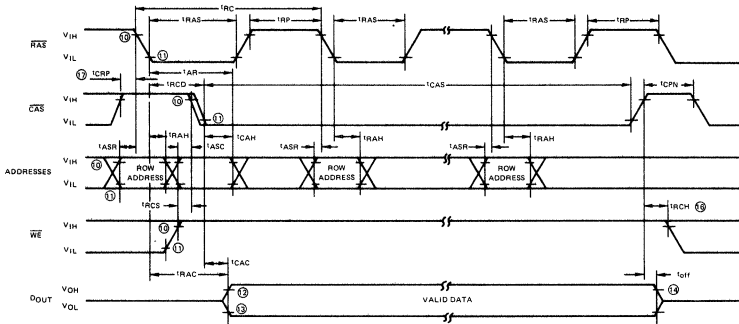 tRC
tRAS tRP tRAS tRAS tRP
RAS VIH ⑩
VIL ⑪
tAR
⑰ tCRP tRCD tCAS tCPN
CAS VIH ⑩
VIL ⑪
tASR tRAH tASC tCAH tASR tRAH tASR tRAH
ADDRESSES VIH ⑩ ROW ADDRESS ROW ADDRESS ROW ADDRESS
VIL ⑪
tRCS tRCH ⑯
WE VIH ⑩
VIL ⑪
tCAC
tRAC toff
DOUT VOH ⑫ VALID DATA ⑭
VOL ⑬